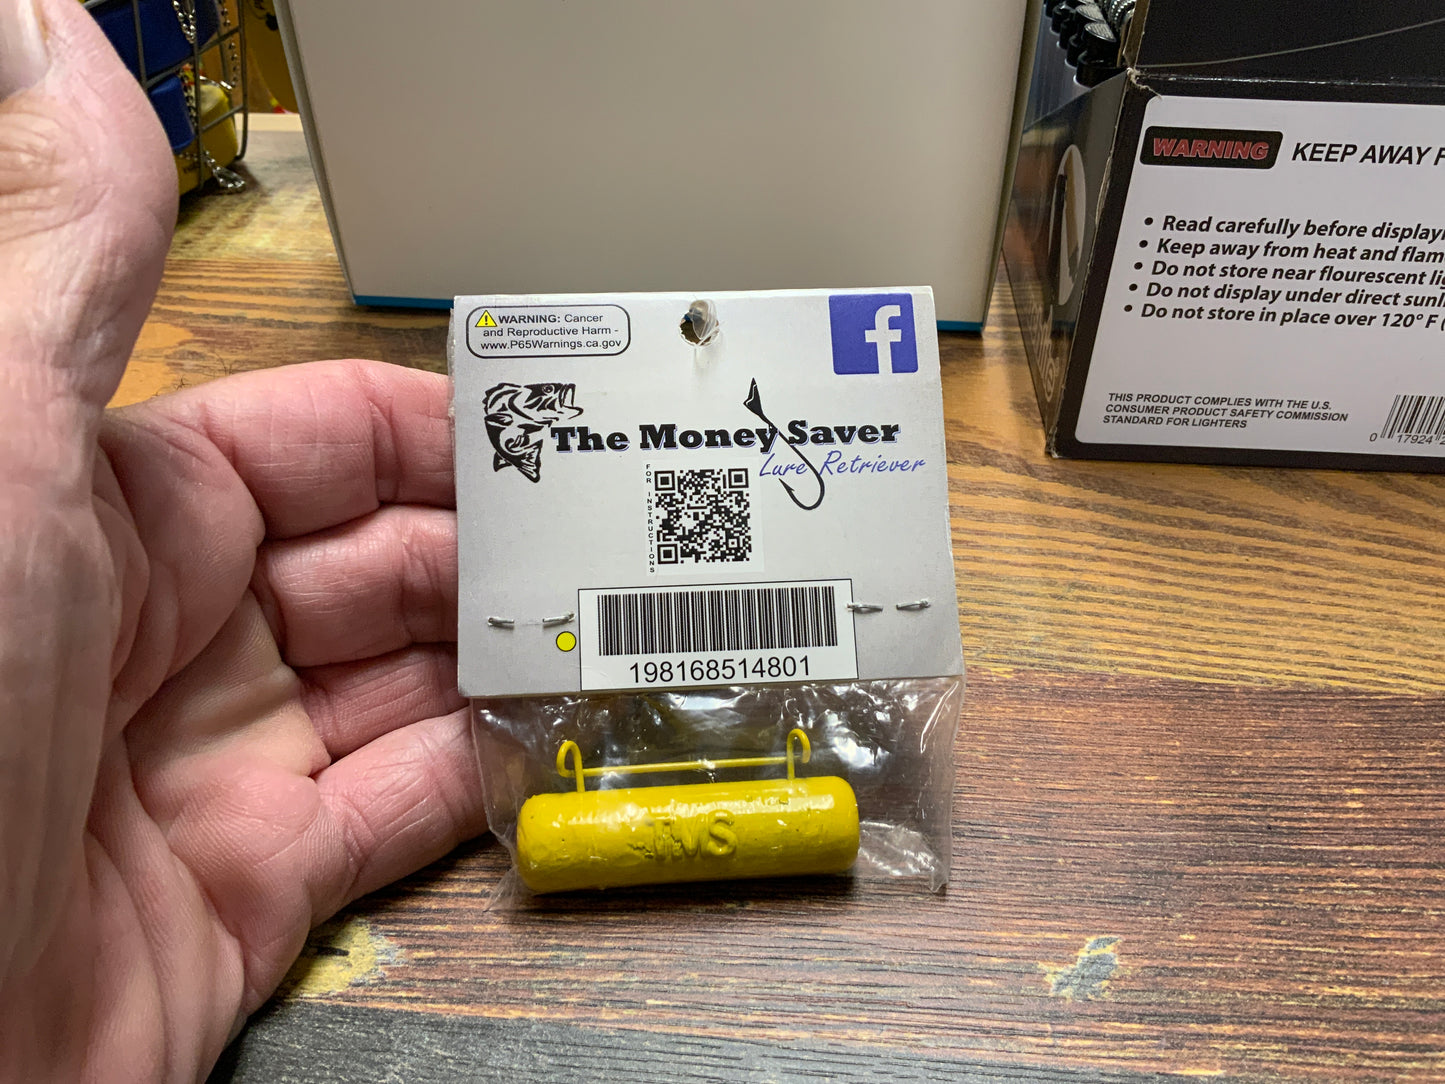 WARNING: Cancer
and Reproductive Harm -
www.P65Warnings.ca.gov
f
The Money Saver
Lure Retriever
FOR INSTRUCTIONS
198168514801
TMS
WARNING
KEEP AWAY F
• Read carefully before display
• Keep away from heat and flam
• Do not store near flourescent lig
• Do not display under direct sunl
• Do not store in place over 120° F (
THIS PRODUCT COMPLIES WITH THE U.S.
CONSUMER PRODUCT SAFETY COMMISSION
STANDARD FOR LIGHTERS
0 17924